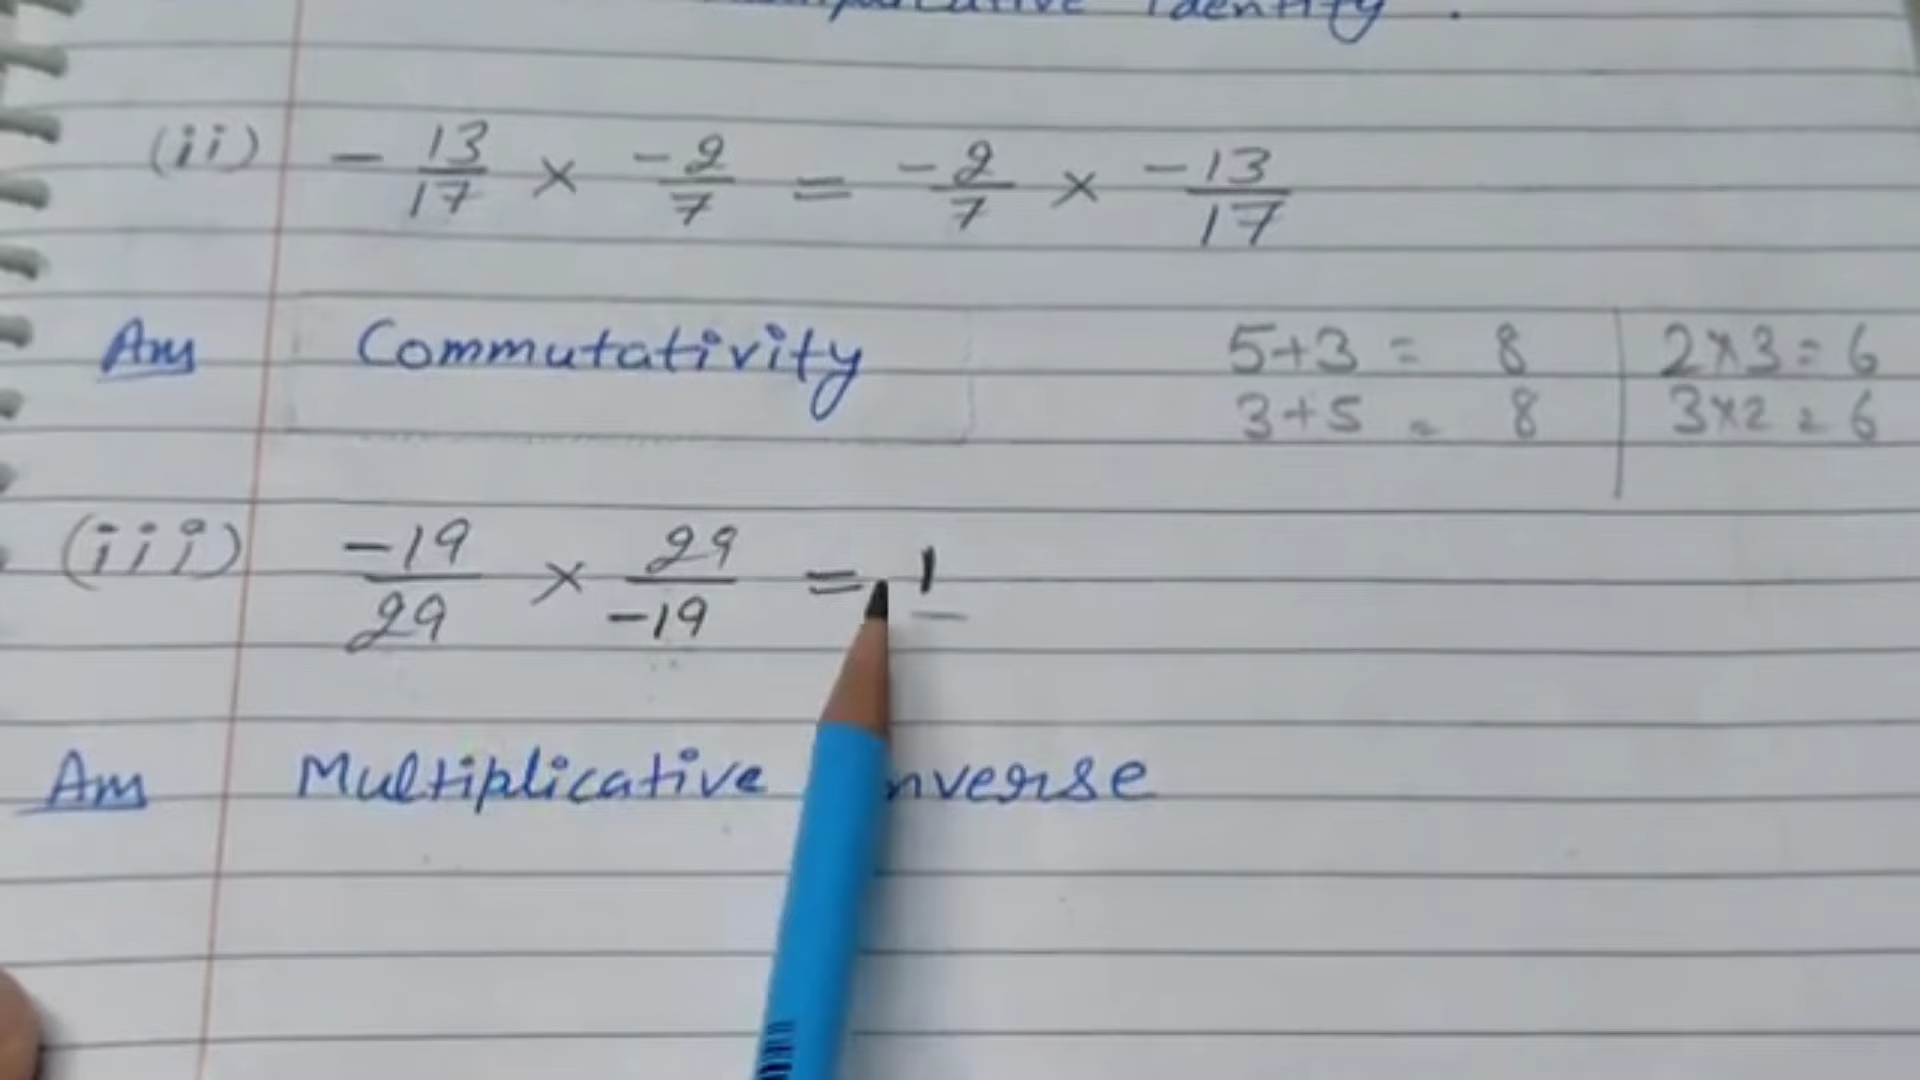 Identity.
(ii) - 13/17 × -2/7 = -2/7 × -13/17
Ans Commutativity
5+3 = 8 | 2×3 = 6
3+5 = 8 | 3×2 = 6
(iii) -19/29 × 29/-19 = 1
Ans Multiplicative nverse